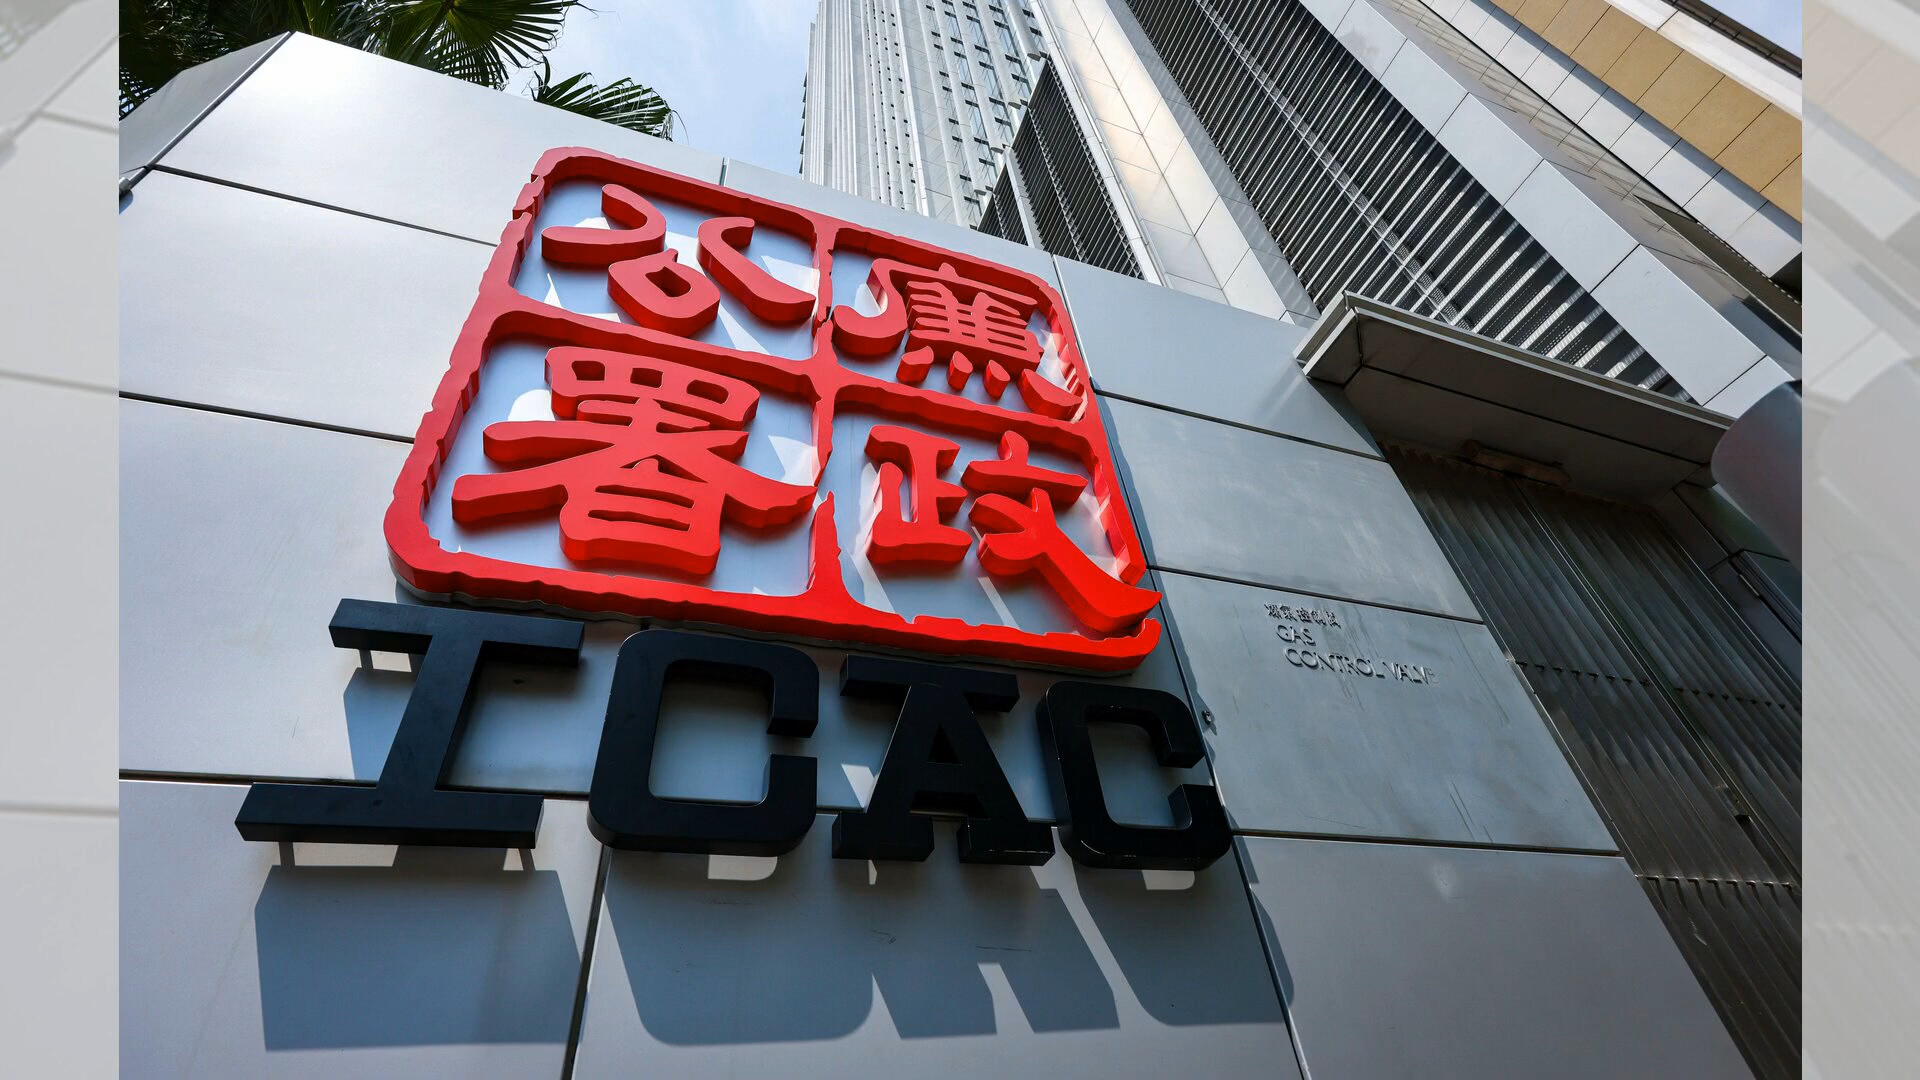 廉政
公署
ICAC
GAS
CONTROL VALVE